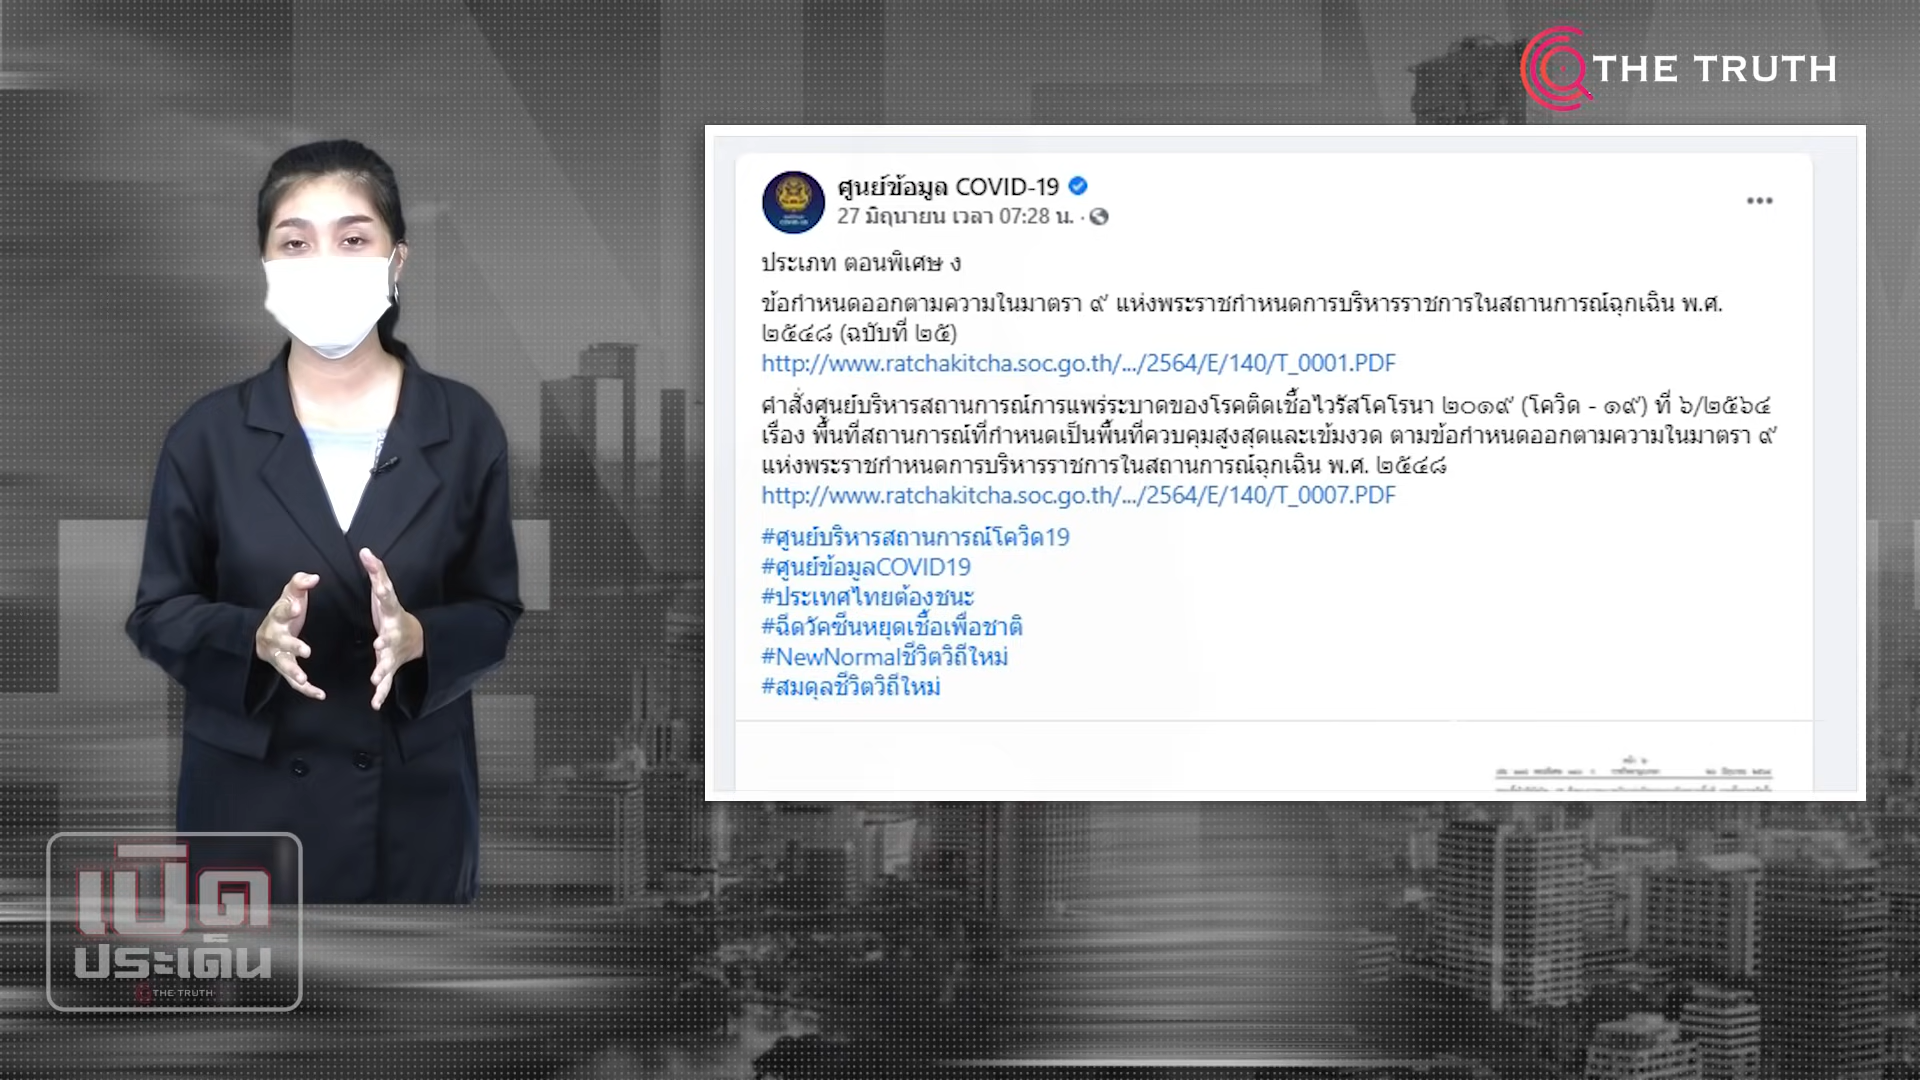 THE TRUTH
ศูนย์ข้อมูล COVID-19
27 มิถุนายน เวลา 07:28 น. ·
ประเภท ตอนพิเศษ ง
ข้อกำหนดออกตามความในมาตรา ๙ แห่งพระราชกำหนดการบริหารราชการในสถานการณ์ฉุกเฉิน พ.ศ.
๒๕๔๘ (ฉบับที่ ๒๕)
http://www.ratchakitcha.soc.go.th/.../2564/E/140/T_0001.PDF
คำสั่งศูนย์บริหารสถานการณ์การแพร่ระบาดของโรคติดเชื้อไวรัสโคโรนา ๒๐๑๙ (โควิด - ๑๙) ที่ ๖/๒๕๖๔
เรื่อง พื้นที่สถานการณ์ที่กำหนดเป็นพื้นที่ควบคุมสูงสุดและเข้มงวด ตามข้อกำหนดออกตามความในมาตรา ๙
แห่งพระราชกำหนดการบริหารราชการในสถานการณ์ฉุกเฉิน พ.ศ. ๒๕๔๘
http://www.ratchakitcha.soc.go.th/.../2564/E/140/T_0007.PDF
#ศูนย์บริหารสถานการณ์โควิด19
#ศูนย์ข้อมูลCOVID19
#ประเทศไทยต้องชนะ
#ฉีดวัคซีนหยุดเชื้อเพื่อชาติ
#NewNormalชีวิตวิถีใหม่
#สมดุลชีวิตวิถีใหม่
เปิด
ประเด็น
THE TRUTH